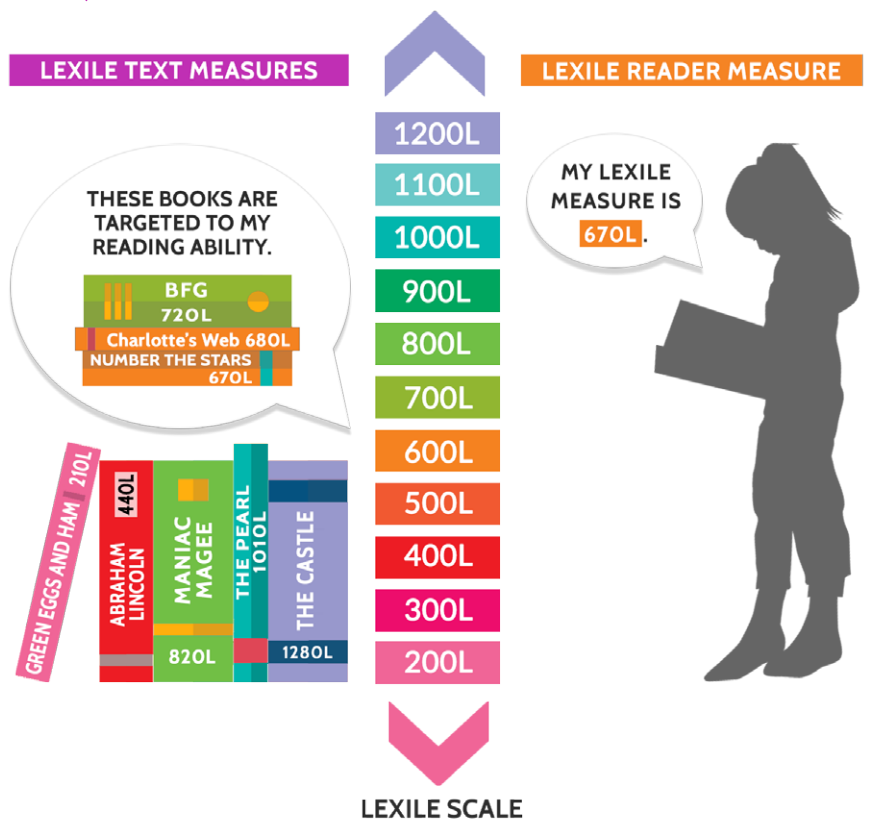 LEXILE TEXT MEASURES
THESE BOOKS ARE
TARGETED TO MY
READING ABILITY.
BFG
720L
Charlotte's Web 680L
NUMBER THE STARS
670L
GREEN EGGS AND HAM 210L
ABRAHAM
LINCOLN
440L
MANIAC
MAGEE
820L
THE PEARL
1010L
THE CASTLE
1280L
1200L
1100L
1000L
900L
800L
700L
600L
500L
400L
300L
200L
LEXILE SCALE
LEXILE READER MEASURE
MY LEXILE
MEASURE IS
670L.